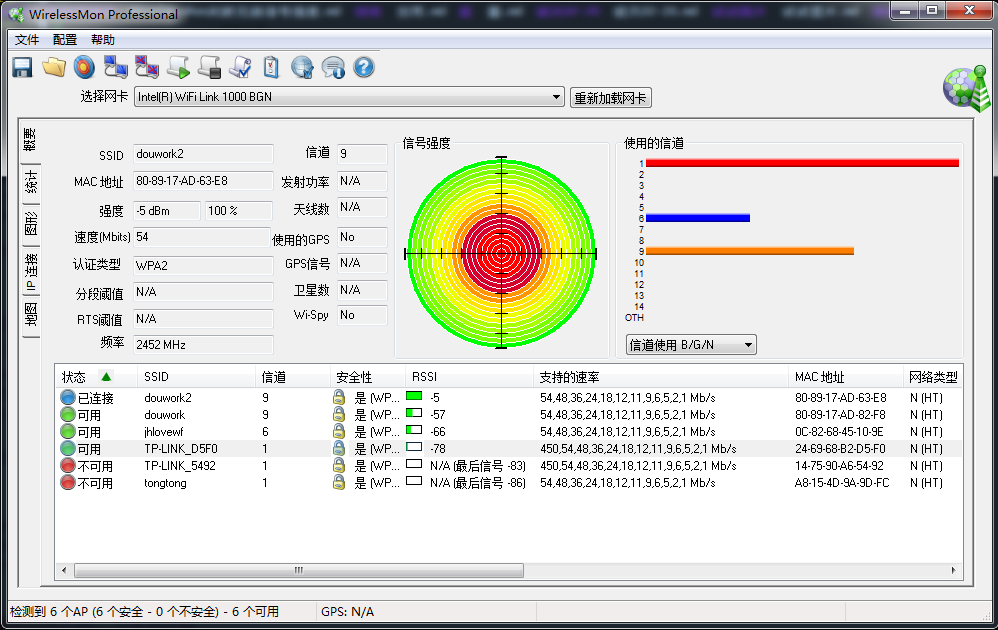 WirelessMon Professional
文件 配置 帮助
选择网卡 Intel(R) WiFi Link 1000 BGN 重新加载网卡
概要
统计
图形
IP 连接
地图
SSID douwork2
MAC 地址 80-89-17-AD-63-E8
强度 -5 dBm 100 %
速度(Mbits) 54
认证类型 WPA2
分段阈值 N/A
RTS阈值 N/A
频率 2452 MHz
信道 9
发射功率 N/A
天线数 N/A
使用的GPS No
GPS信号 N/A
卫星数 N/A
Wi-Spy No
信号强度
使用的信道
1
2
3
4
5
6
7
8
9
10
11
12
13
14
OTH
信道使用 B/G/N
状态 SSID 信道 安全性 RSSI 支持的速率 MAC 地址 网络类型
已连接 douwork2 9 是 (WP... -5 54,48,36,24,18,12,11,9,6,5,2,1 Mb/s 80-89-17-AD-63-E8 N (HT)
可用 douwork 9 是 (WP... -57 54,48,36,24,18,12,11,9,6,5,2,1 Mb/s 80-89-17-AD-82-F8 N (HT)
可用 jhlovewf 6 是 (WP... -66 54,48,36,24,18,12,11,9,6,5,2,1 Mb/s 0C-82-68-45-10-9E N (HT)
可用 TP-LINK_D5F0 1 是 (WP... -78 450,54,48,36,24,18,12,11,9,6,5,2,1 Mb/s 24-69-68-B2-D5-F0 N (HT)
不可用 TP-LINK_5492 1 是 (WP... N/A (最后信号 -83) 450,54,48,36,24,18,12,11,9,6,5,2,1 Mb/s 14-75-90-A6-54-92 N (HT)
不可用 tongtong 1 是 (WP... N/A (最后信号 -86) 54,48,36,24,18,12,11,9,6,5,2,1 Mb/s A8-15-4D-9A-9D-FC N (HT)
检测到 6 个AP (6 个安全 - 0 个不安全) - 6 个可用 GPS: N/A